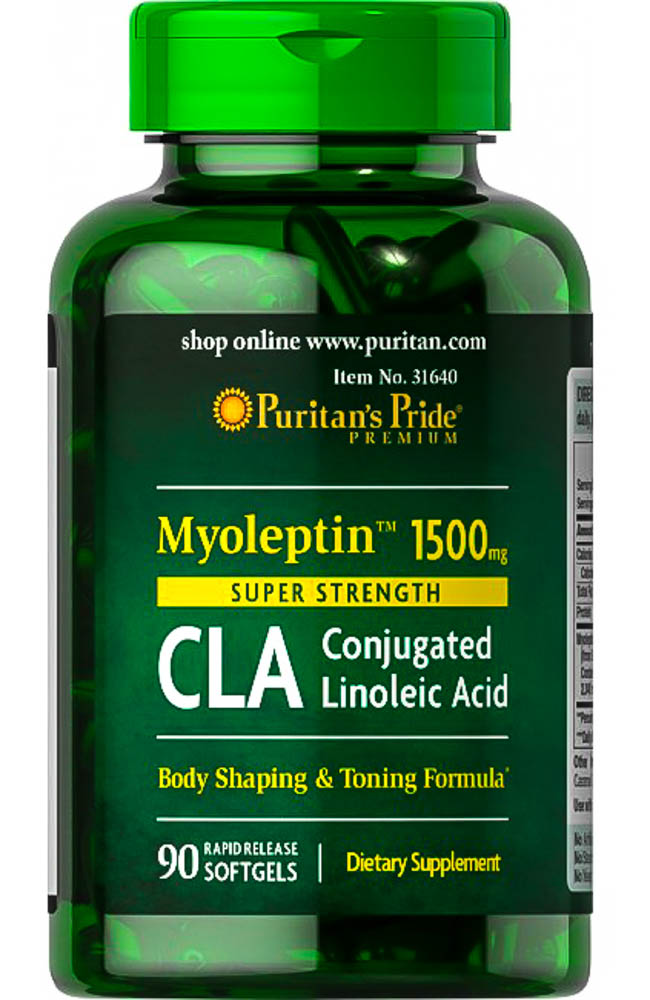 shop online www.puritan.com
Item No. 31640
Puritan's Pride®
PREMIUM
Myoleptin™ 1500mg
SUPER STRENGTH
CLA Conjugated
Linoleic Acid
Body Shaping & Toning Formula*
90 RAPID RELEASE
SOFTGELS
Dietary Supplement